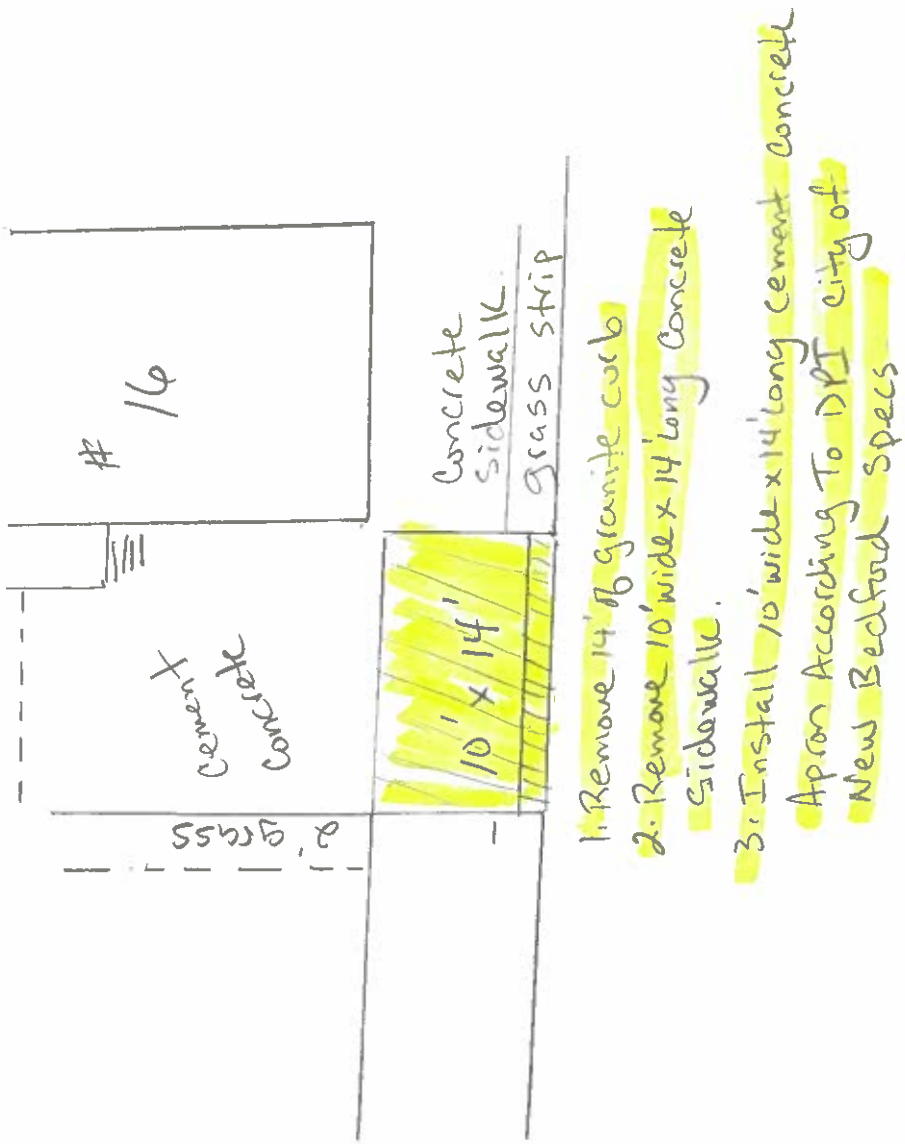 # 16
Cement
Concrete
2' grass
10' x 14'
Concrete
Sidewalk.
grass strip
1. Remove 14' of granite curb
2. Remove 10' wide x 14' Long Concrete
Sidewalk.
3. Install 10' wide x 14' Long cement concrete
Apron According To DPI city of
New Bedford Specs